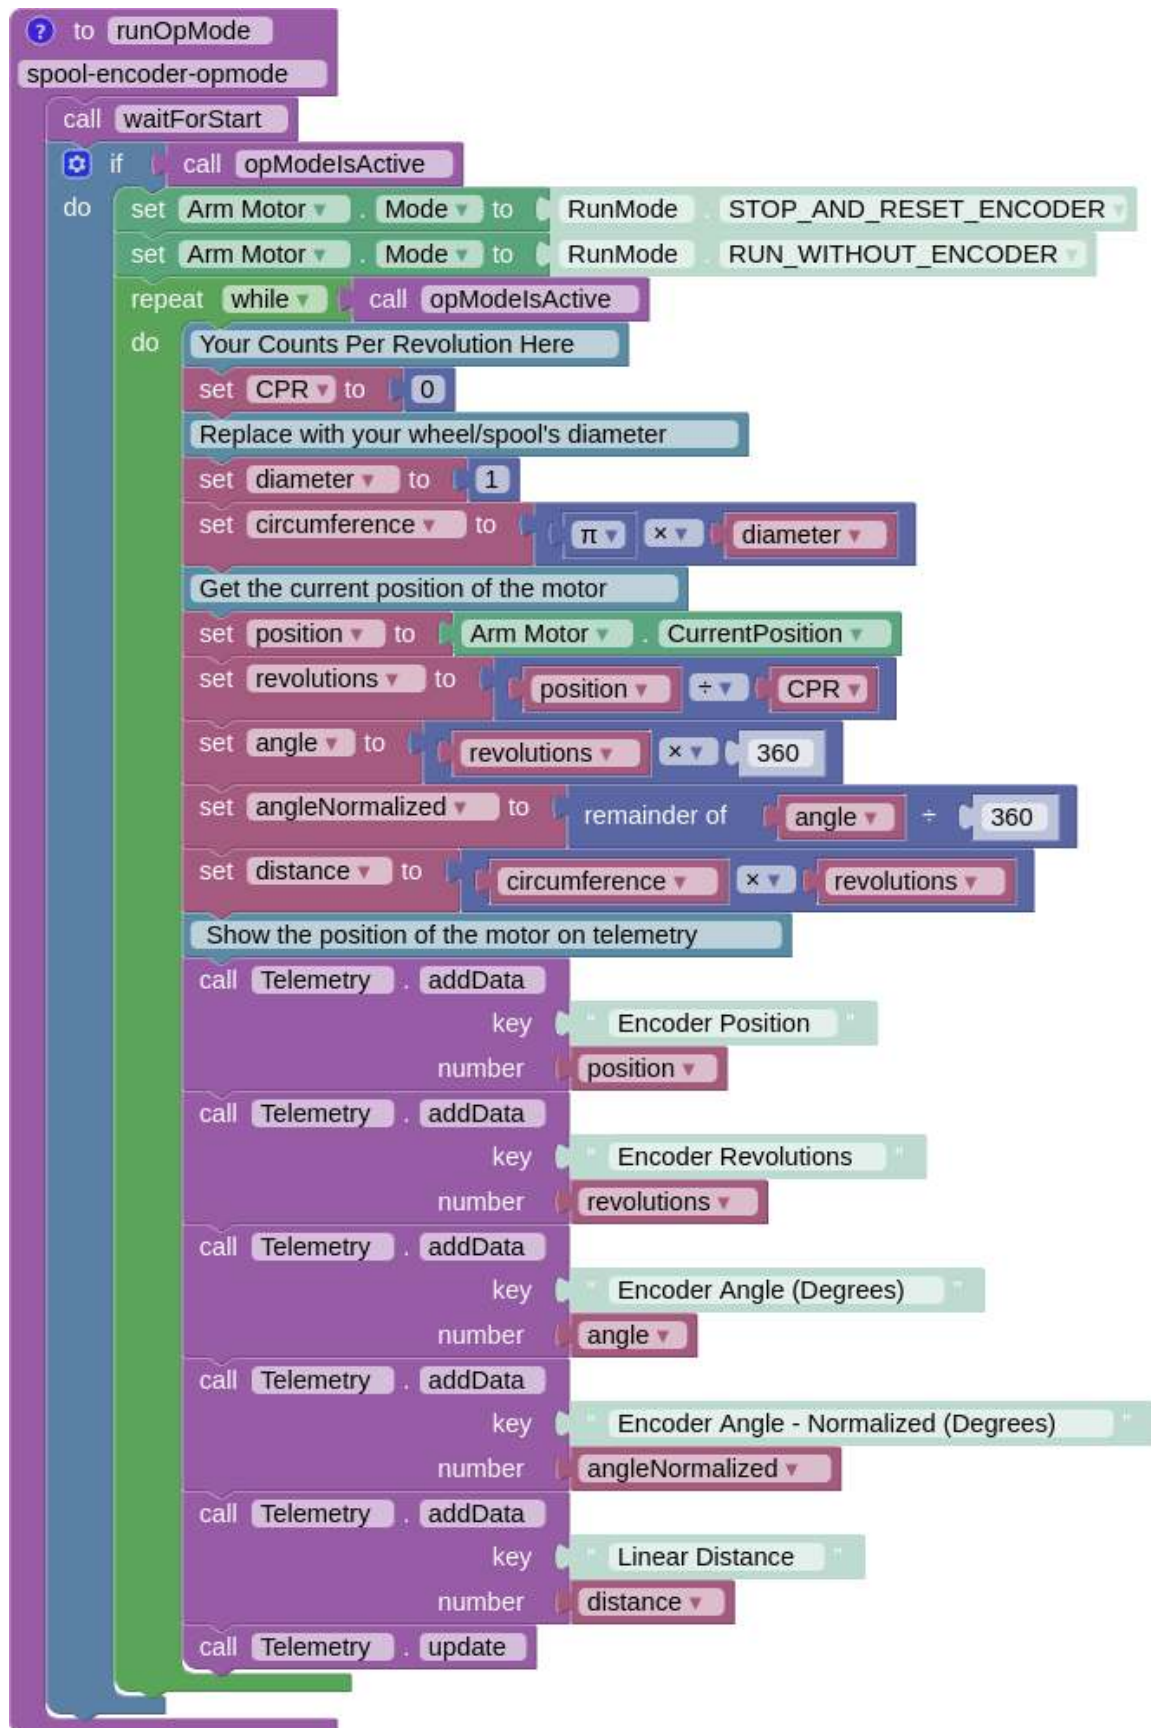 ? to runOpMode
spool-encoder-opmode
call waitForStart
if call opModeIsActive
do set Arm Motor . Mode to RunMode . STOP_AND_RESET_ENCODER
set Arm Motor . Mode to RunMode . RUN_WITHOUT_ENCODER
repeat while call opModeIsActive
do Your Counts Per Revolution Here
set CPR to 0
Replace with your wheel/spool's diameter
set diameter to 1
set circumference to π × diameter
Get the current position of the motor
set position to Arm Motor . CurrentPosition
set revolutions to position ÷ CPR
set angle to revolutions × 360
set angleNormalized to remainder of angle ÷ 360
set distance to circumference × revolutions
Show the position of the motor on telemetry
call Telemetry . addData
key " Encoder Position "
number position
call Telemetry . addData
key " Encoder Revolutions "
number revolutions
call Telemetry . addData
key " Encoder Angle (Degrees) "
number angle
call Telemetry . addData
key " Encoder Angle - Normalized (Degrees) "
number angleNormalized
call Telemetry . addData
key " Linear Distance "
number distance
call Telemetry . update